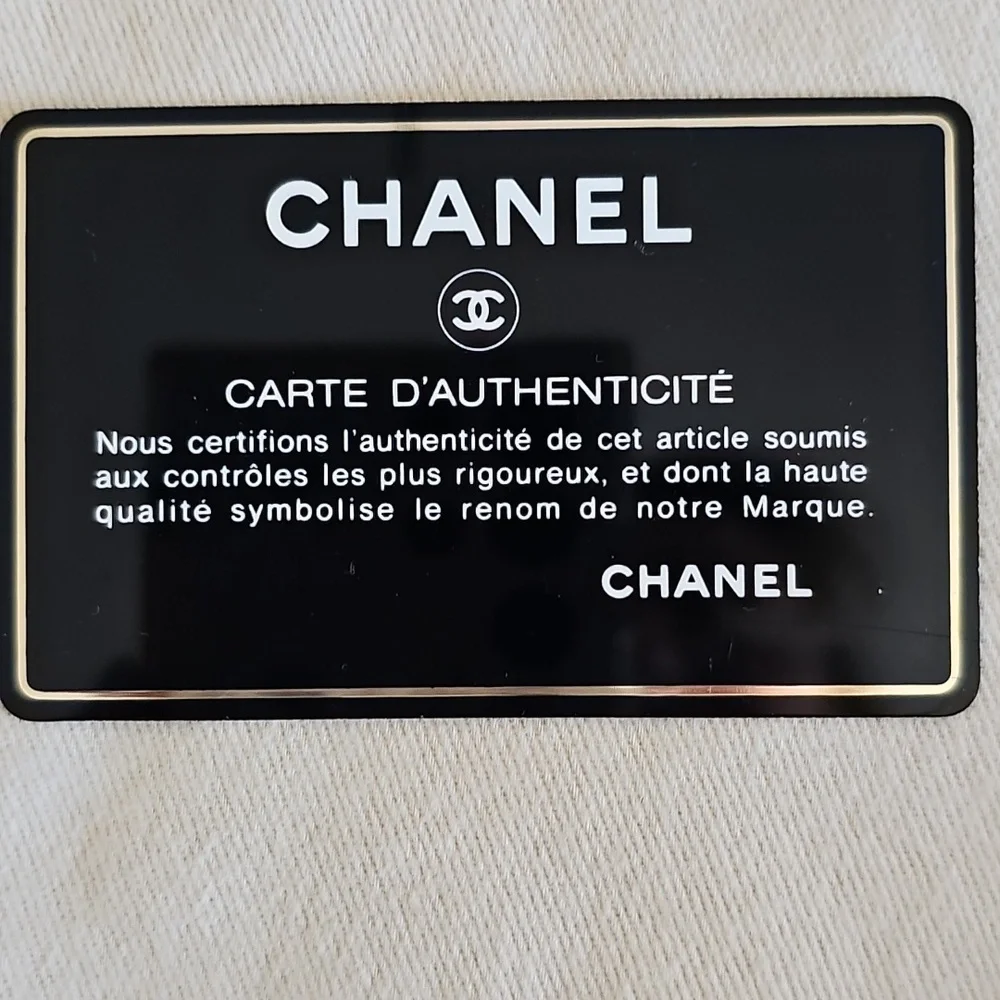 CHANEL
CARTE D'AUTHENTICITÉ
Nous certifions l'authenticité de cet article soumis
aux contrôles les plus rigoureux, et dont la haute
qualité symbolise le renom de notre Marque.
CHANEL